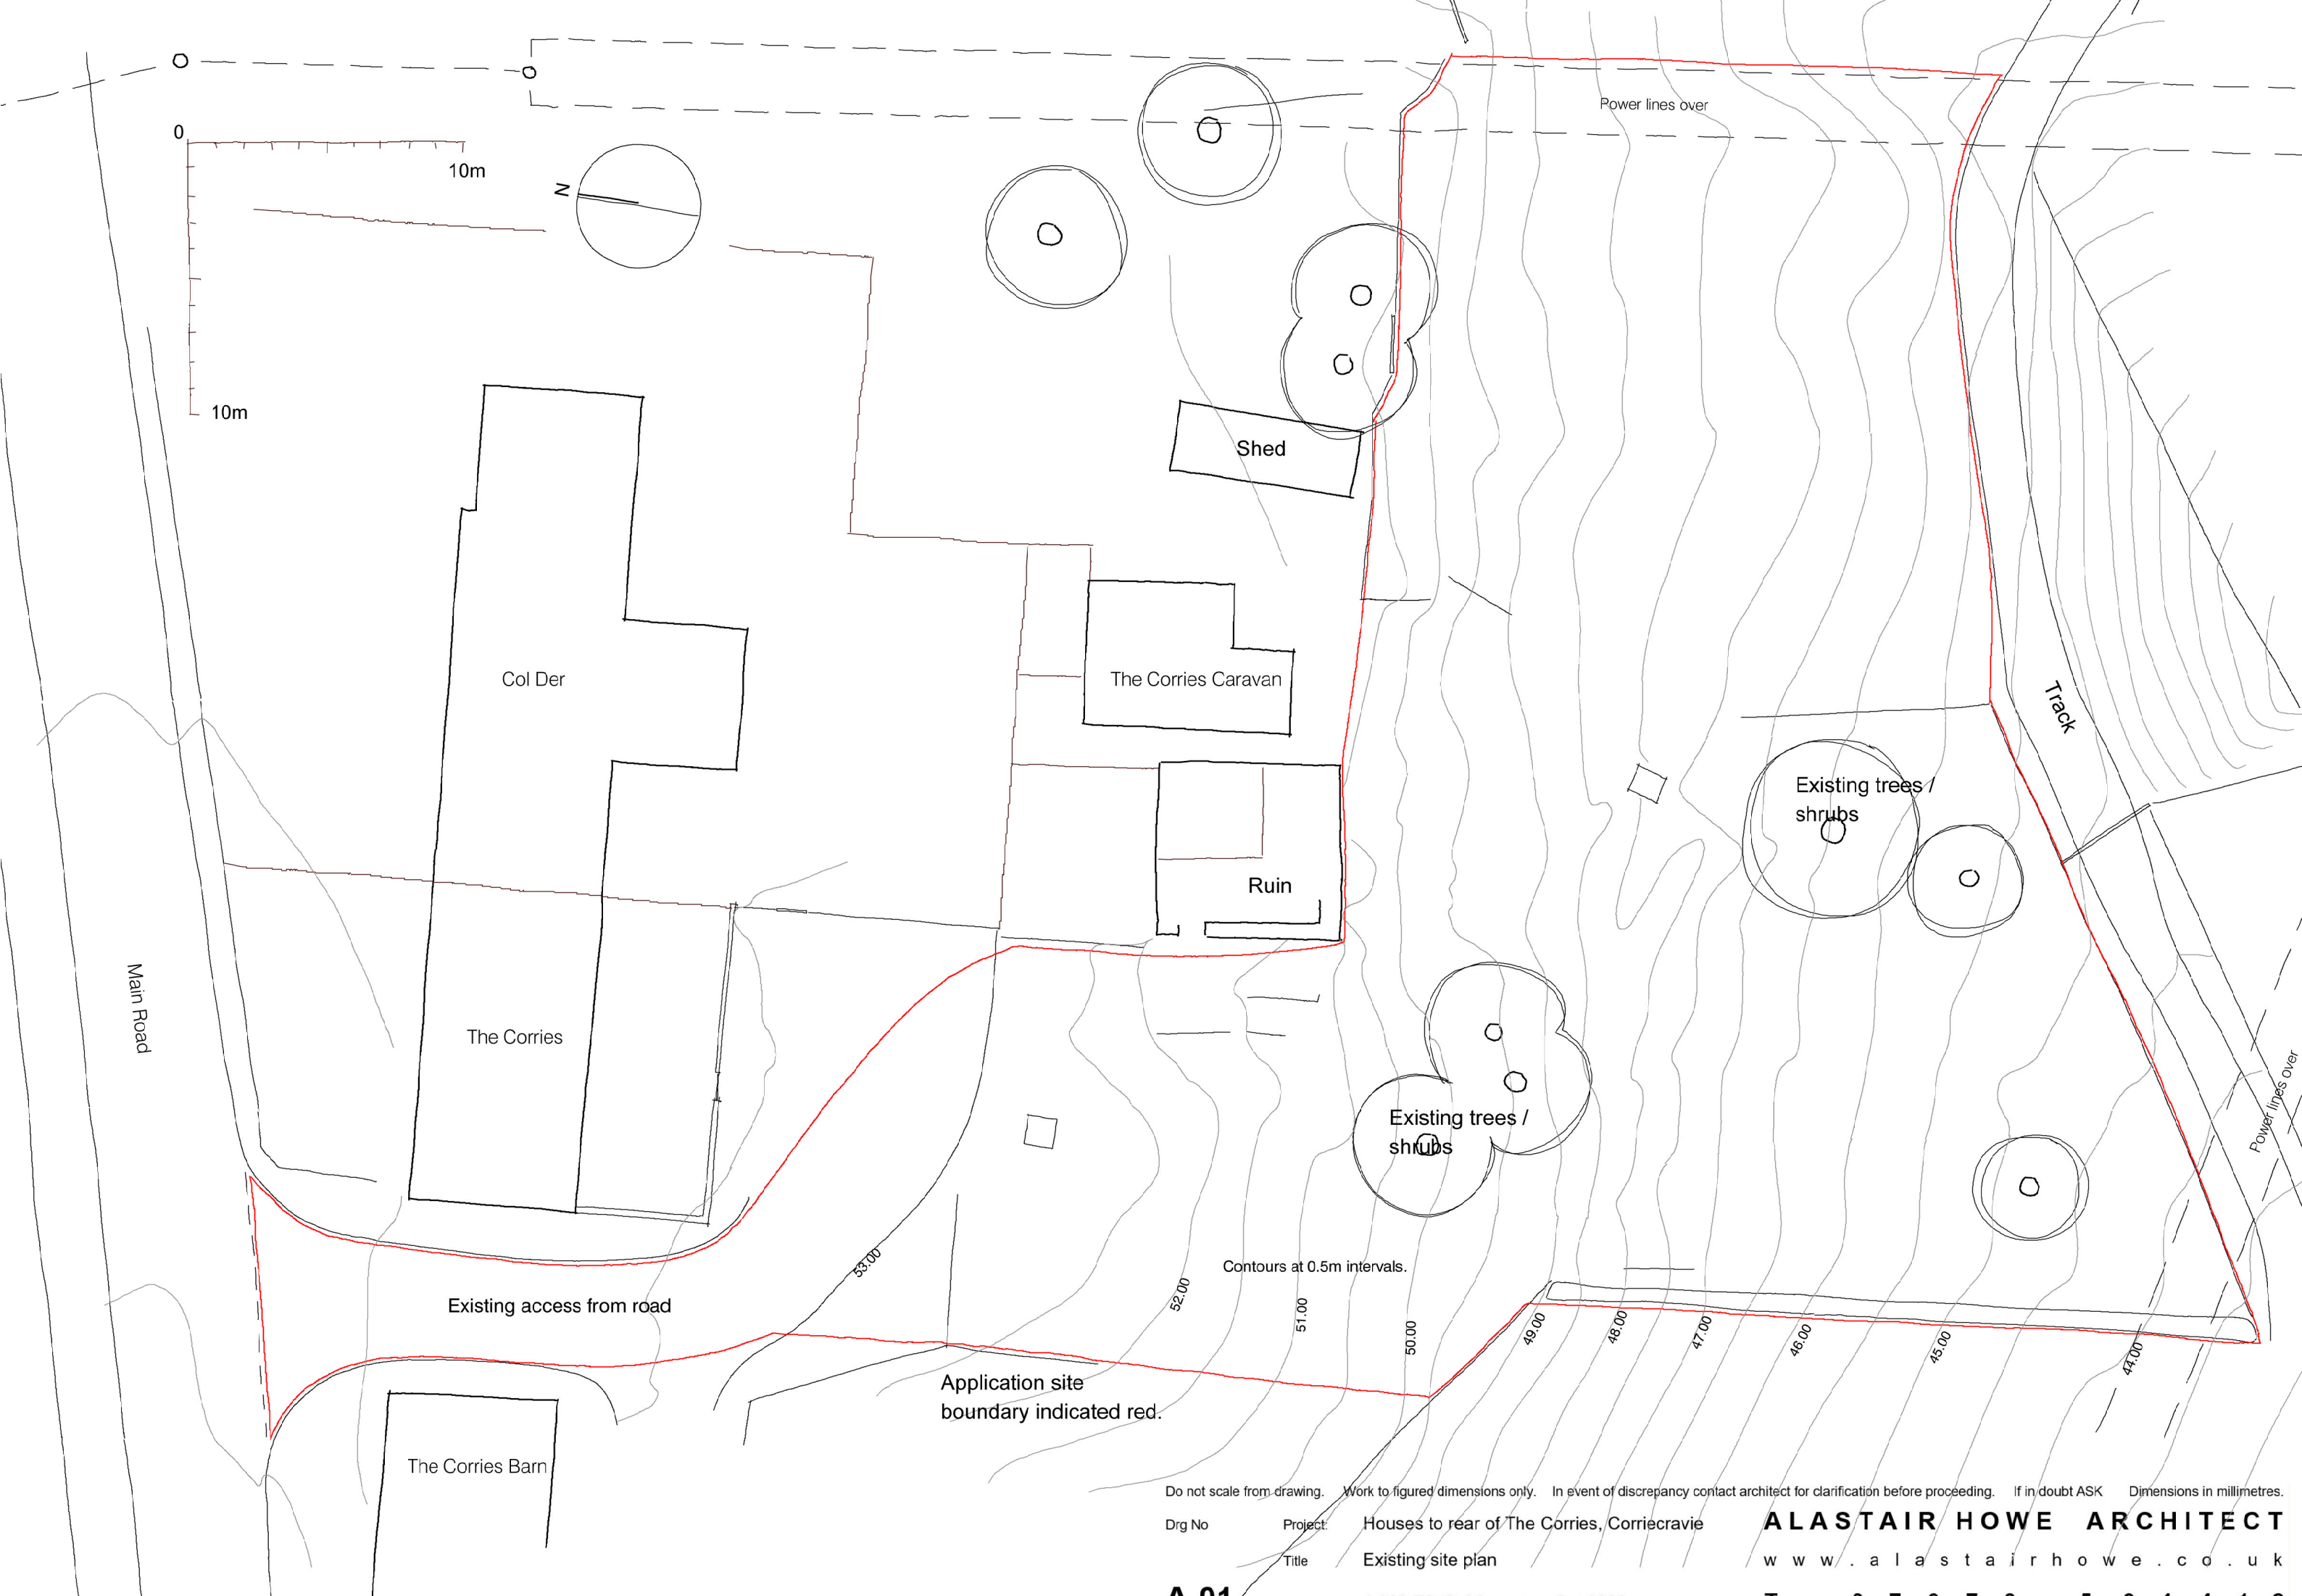 Power lines over
0
10m
N
10m
Shed
Col Der
The Corries Caravan
Track
Existing trees /
shrubs
Ruin
Main Road
The Corries
Power lines over
Existing trees /
shrubs
53.00
Contours at 0.5m intervals.
52.00
51.00
50.00
49.00
48.00
47.00
46.00
45.00
44.00
Existing access from road
Application site
boundary indicated red.
The Corries Barn
Do not scale from drawing. Work to figured dimensions only. In event of discrepancy contact architect for clarification before proceeding. If in doubt ASK Dimensions in millimetres.
Drg No Project: Houses to rear of The Corries, Corriecravie ALASTAIR HOWE ARCHITECT
Title Existing site plan www.alastairhowe.co.uk
A.01